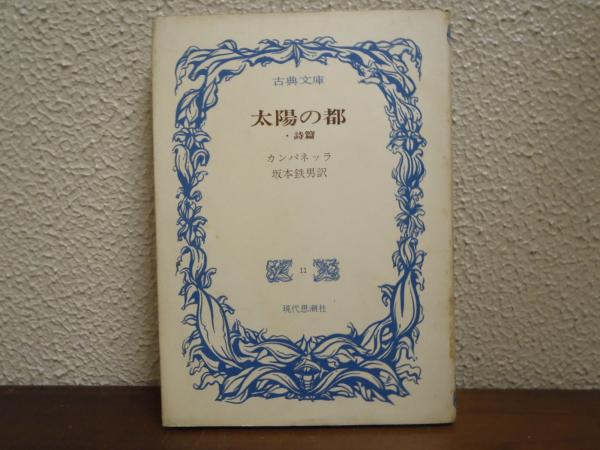 古典文庫
太陽の都
・詩篇
カンパネッラ
坂本鉄男訳
11
現代思潮社